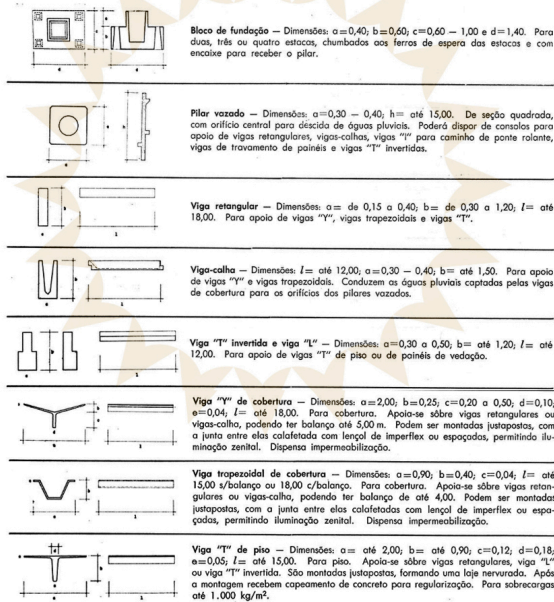 Bloco de fundação — Dimensões: a=0,40; b=0,60; c=0,60 – 1,00 e d=1,40. Para
duas, três ou quatro estacas, chumbados aos ferros de espera das estacas e com
encaixe para receber o pilar.
Pilar vazado — Dimensões: a=0,30 – 0,40; h= até 15,00. De seção quadrada,
com orifício central para descida de águas pluviais. Poderá dispor de consolos para
apoio de vigas retangulares, vigas-calhas, vigas "I" para caminho de ponte rolante,
vigas de travamento de painéis e vigas "T" invertidas.
Viga retangular — Dimensões: a= de 0,15 a 0,40; b= de 0,30 a 1,20; l= até
18,00. Para apoio de vigas "Y", vigas trapezoidais e vigas "T".
Viga-calha — Dimensões: l= até 12,00; a=0,30 – 0,40; b= até 1,50. Para apoio
de vigas "Y" e vigas trapezoidais. Conduzem as águas pluviais captadas pelas vigas
de cobertura para os orifícios dos pilares vazados.
Viga "T" invertida e viga "L" — Dimensões: a=0,30 a 0,50; b= até 1,20; l= até
12,00. Para apoio de vigas "T" de piso ou de painéis de vedação.
Viga "Y" de cobertura — Dimensões: a=2,00; b=0,25; c=0,20 a 0,50; d=0,10;
e=0,04; l= até 18,00. Para cobertura. Apoia-se sôbre vigas retangulares ou
vigas-calha, podendo ter balanço até 5,00 m. Podem ser montadas justapostas, com
a junta entre elas calafetada com lençol de imperflex ou espaçados, permitindo ilu-
minação zenital. Dispensa impermeabilização.
Viga trapezoidal de cobertura — Dimensões: a=0,90; b=0,40; c=0,04; l= até
15,00 s/balanço ou 18,00 c/balanço. Para cobertura. Apoia-se sôbre vigas retan-
gulares ou vigas-calha, podendo ter balanço de até 4,00. Podem ser montadas
justapostas, com a junta entre elas calafetadas com lençol de imperflex ou espa-
çadas, permitindo iluminação zenital. Dispensa impermeabilização.
Viga "T" de piso — Dimensões: a= até 2,00; b= até 0,90; c=0,12; d=0,18;
e=0,05; l= até 15,00. Para piso. Apoia-se sôbre vigas retangulares, viga "L"
ou viga "T" invertida. São montadas justapostas, formando uma laje nervurada. Após
a montagem recebem capeamento de concreto para regularização. Para sobrecargas
até 1.000 kg/m².